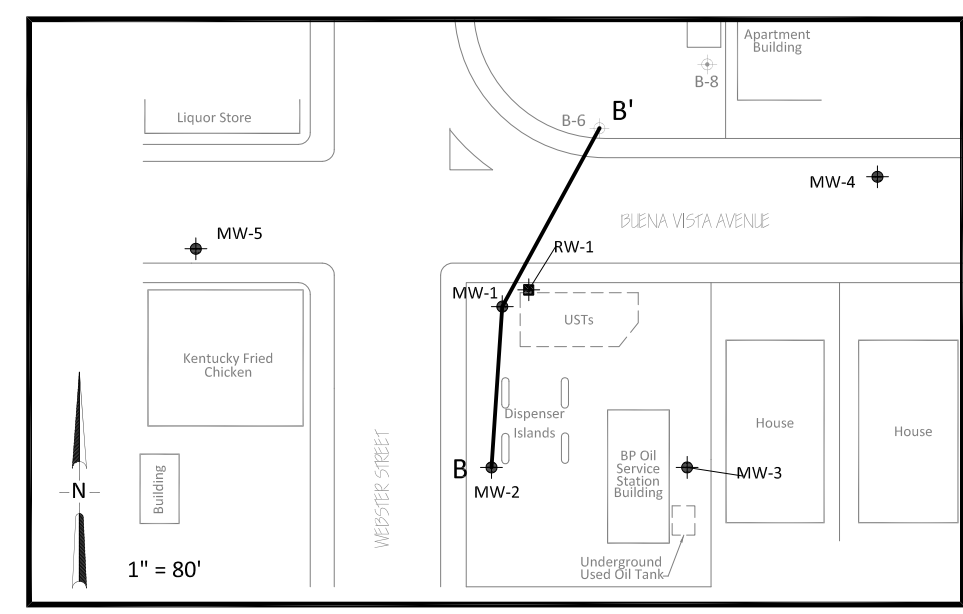 Apartment
Building
B-8
B'
B-6
Liquor Store
MW-4
BUENA VISTA AVENUE
MW-5
RW-1
MW-1
USTs
Kentucky Fried
Chicken
Dispenser
Islands
House
House
WEBSTER STREET
BP Oil
Service
Station
Building
B
MW-2
MW-3
Building
N
Underground
Used Oil Tank
1" = 80'